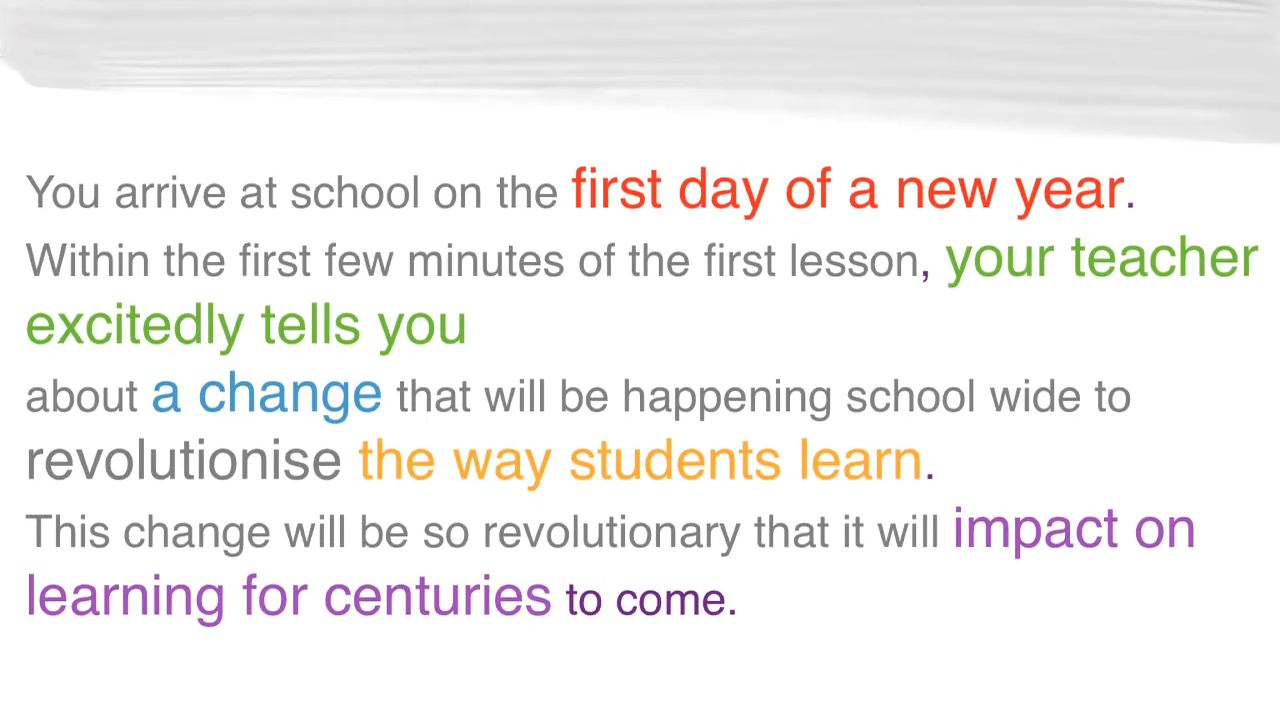 You arrive at school on the first day of a new year.
Within the first few minutes of the first lesson, your teacher
excitedly tells you
about a change that will be happening school wide to
revolutionise the way students learn.
This change will be so revolutionary that it will impact on
learning for centuries to come.